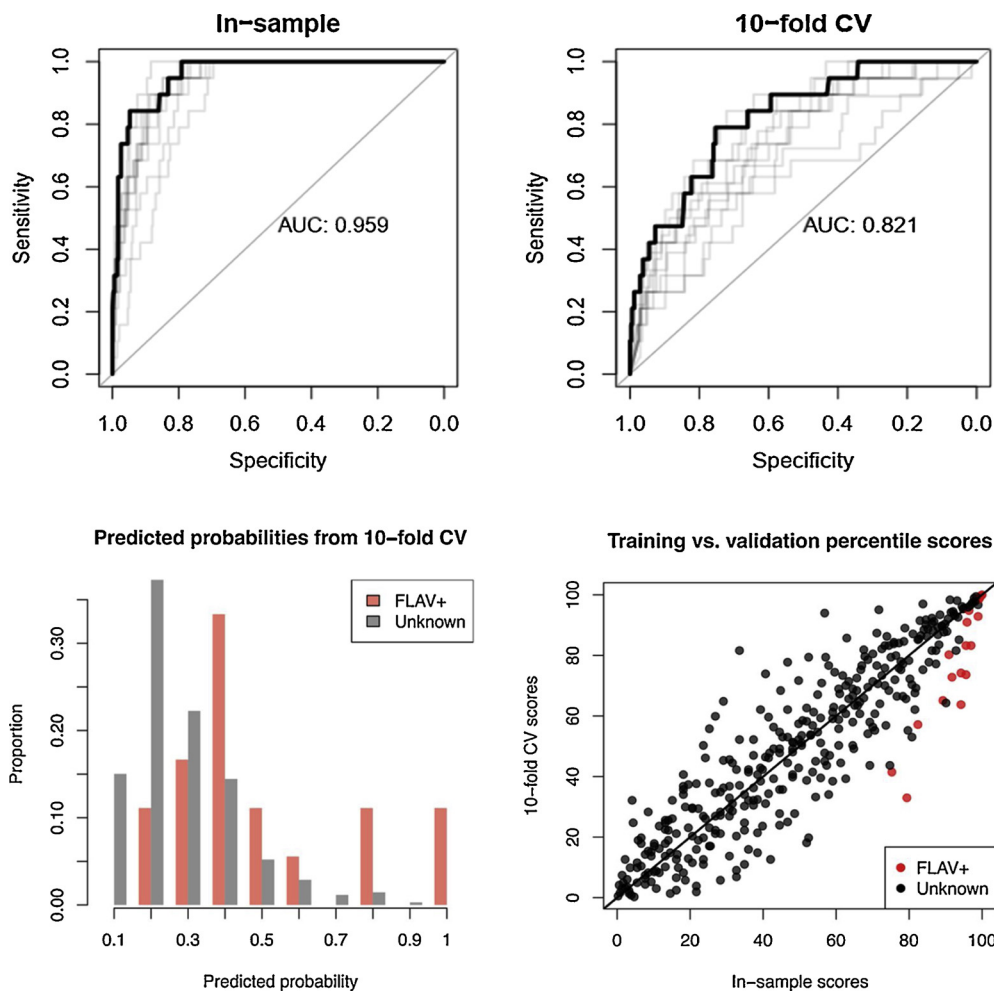 In-sample
1.0
0.8
0.6
0.4
0.2
0.0
Sensitivity
AUC: 0.959
1.0 0.8 0.6 0.4 0.2 0.0
Specificity
10-fold CV
1.0
0.8
0.6
0.4
0.2
0.0
Sensitivity
AUC: 0.821
1.0 0.8 0.6 0.4 0.2 0.0
Specificity
Predicted probabilities from 10-fold CV
FLAV+
Unknown
0.30
0.20
0.10
0.00
Proportion
0.1 0.3 0.5 0.7 0.9 1
Predicted probability
Training vs. validation percentile scores
100
80
60
40
20
0
10-fold CV scores
FLAV+
Unknown
0 20 40 60 80 100
In-sample scores